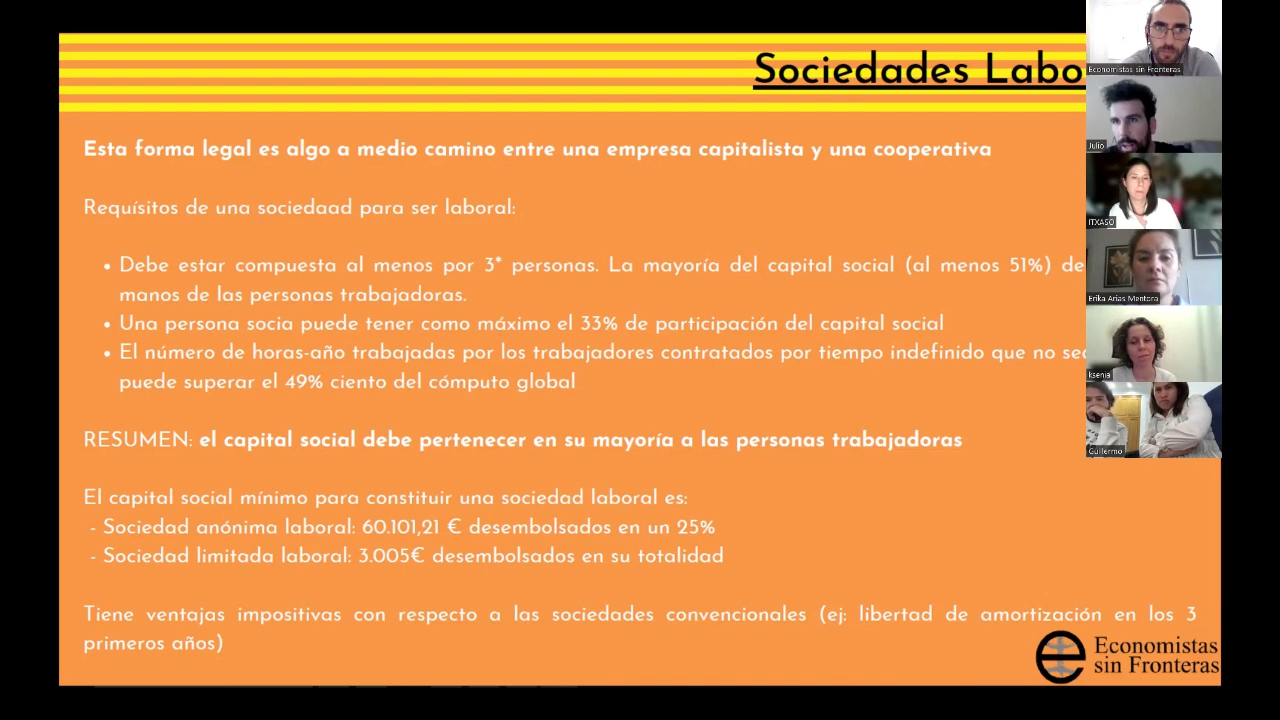 Sociedades Labo
Esta forma legal es algo a medio camino entre una empresa capitalista y una cooperativa
Requísitos de una sociedaad para ser laboral:
• Debe estar compuesta al menos por 3* personas. La mayoría del capital social (al menos 51%) de
manos de las personas trabajadoras.
• Una persona socia puede tener como máximo el 33% de participación del capital social
• El número de horas-año trabajadas por los trabajadores contratados por tiempo indefinido que no sea
puede superar el 49% ciento del cómputo global
RESUMEN: el capital social debe pertenecer en su mayoría a las personas trabajadoras
El capital social mínimo para constituir una sociedad laboral es:
- Sociedad anónima laboral: 60.101,21 € desembolsados en un 25%
- Sociedad limitada laboral: 3.005€ desembolsados en su totalidad
Tiene ventajas impositivas con respecto a las sociedades convencionales (ej: libertad de amortización en los 3
primeros años)
Economistas
sin Fronteras
Economistas sin Fronteras
Julio
ITXASO
Erika Arias Mentora
ksenia
Guillermo